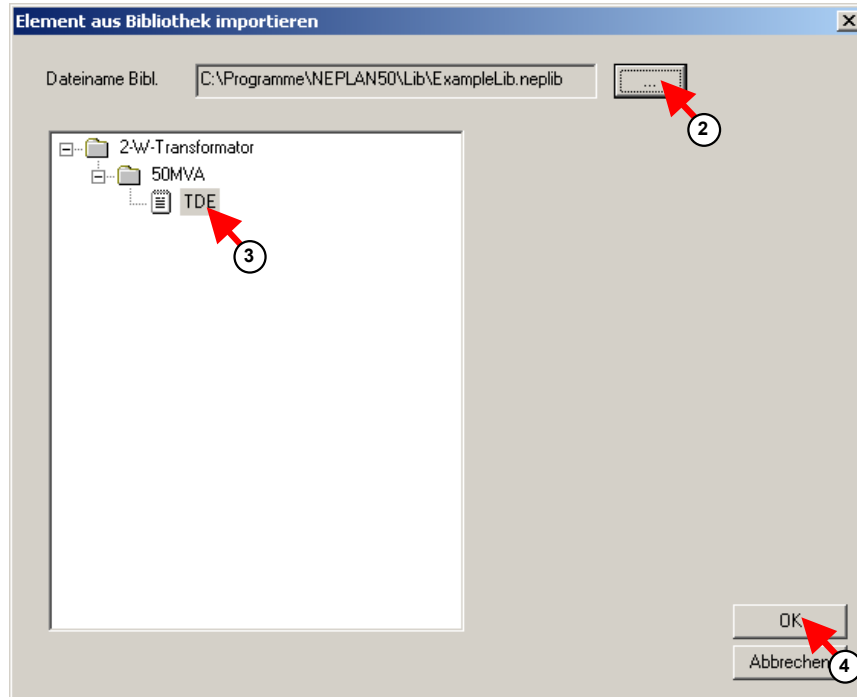 Element aus Bibliothek importieren
Dateiname Bibl. C:\Programme\NEPLAN50\Lib\ExampleLib.neplib ...
2
2-W-Transformator
50MVA
TDE
3
OK
Abbrechen
4